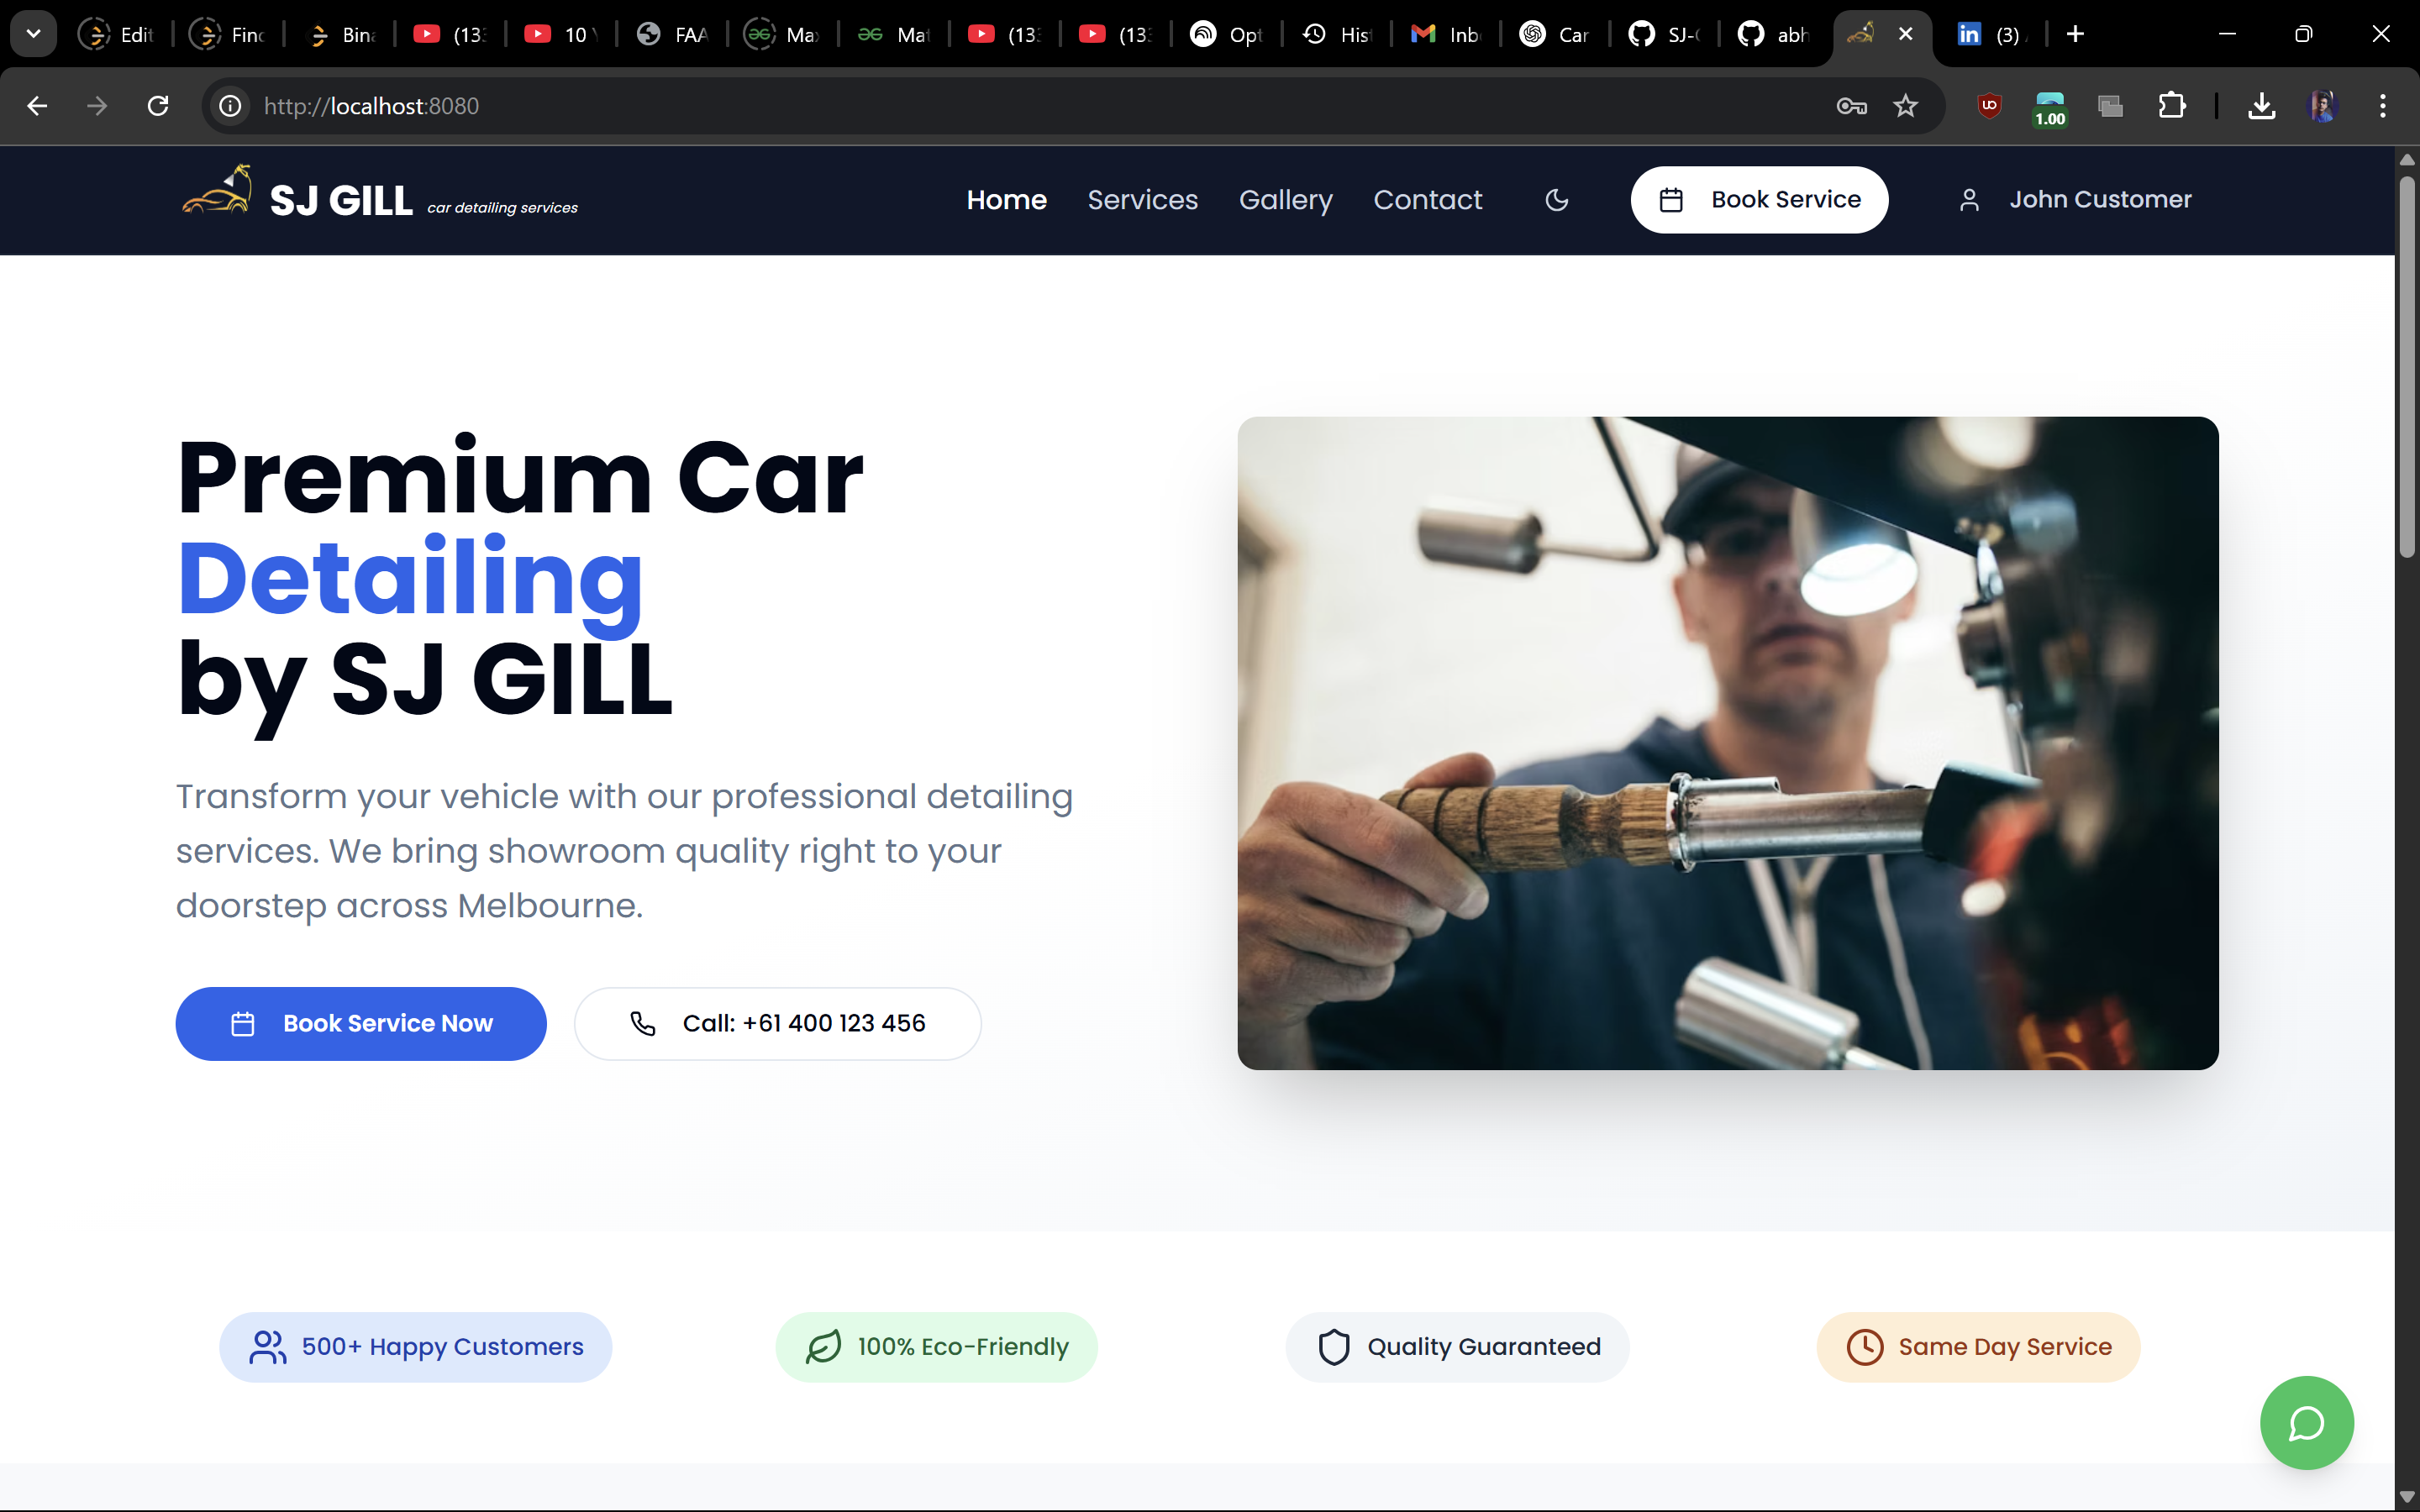 Edit
Bin
(13
10
FAA
Ma
Mat
(13
(13
Opt
His
Inb
Car
SJ-
abh
(3)
http://localhost:8080
1.00
SJ GILL car detailing services
Home Services Gallery Contact
Book Service
John Customer
Premium Car
Detailing
by SJ GILL
Transform your vehicle with our professional detailing
services. We bring showroom quality right to your
doorstep across Melbourne.
Book Service Now
Call: +61 400 123 456
500+ Happy Customers
100% Eco-Friendly
Quality Guaranteed
Same Day Service